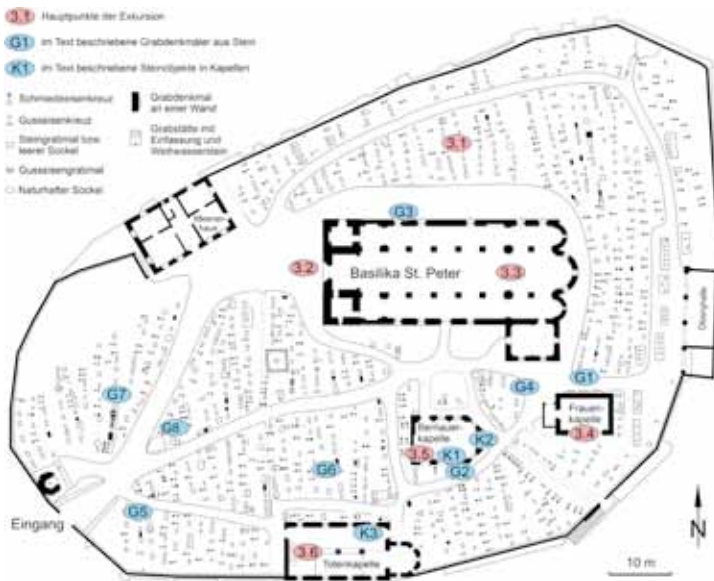 3.1 Hauptpunkte der Exkursion
G1 im Text beschriebene Grabdenkmäler aus Stein
K1 im Text beschriebene Steinobjekte in Kapellen
Schmiedeeisenkreuz
Gusseisenkreuz
Steingrabmal bzw.
leerer Sockel
Gusseisengrabmal
Naturhafter Sockel
Grabdenkmal
an einer Wand
Grabstätte mit
Einfassung und
Weihwasserstein
3.1
G3
3.2
Basilika St. Peter
3.3
Ölberghalle
G7
G8
G4
G1
Bernauer-
kapelle
K2
3.5
K1
G2
Frauen-
kapelle
3.4
G6
G5
Eingang
K3
3.6
Totenkapelle
N
10 m